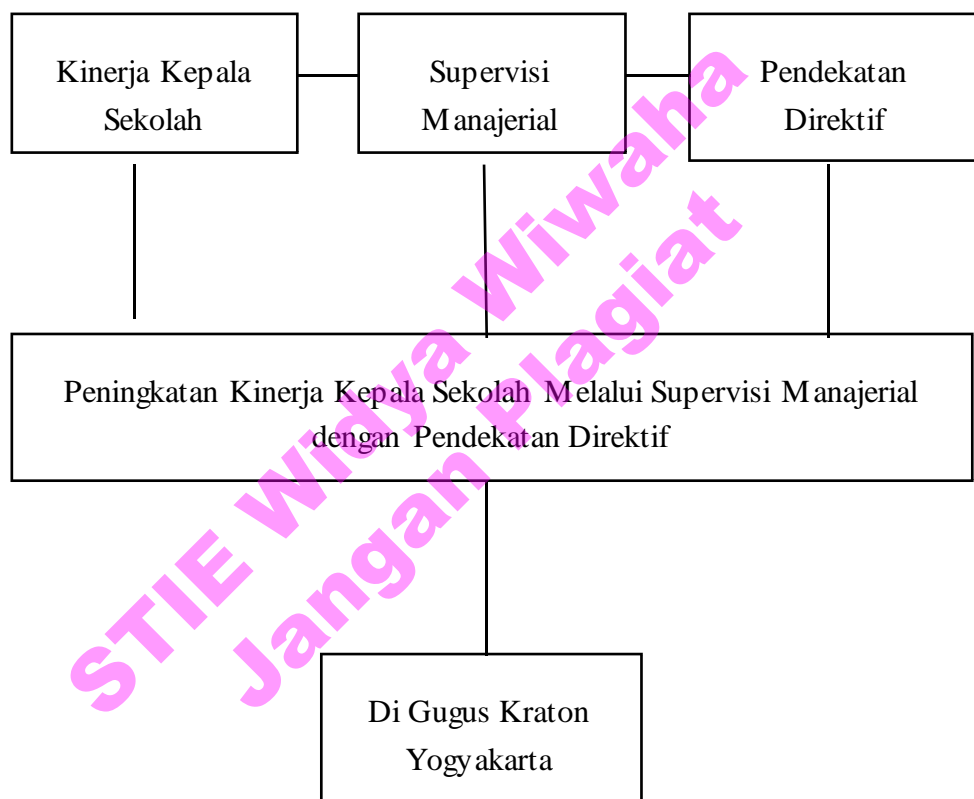 Kinerja Kepala
Sekolah
Supervisi
Manajerial
Pendekatan
Direktif
Peningkatan Kinerja Kepala Sekolah Melalui Supervisi Manajerial
dengan Pendekatan Direktif
Di Gugus Kraton
Yogyakarta
STIE Widya Wiwaha
Jangan Plagiat